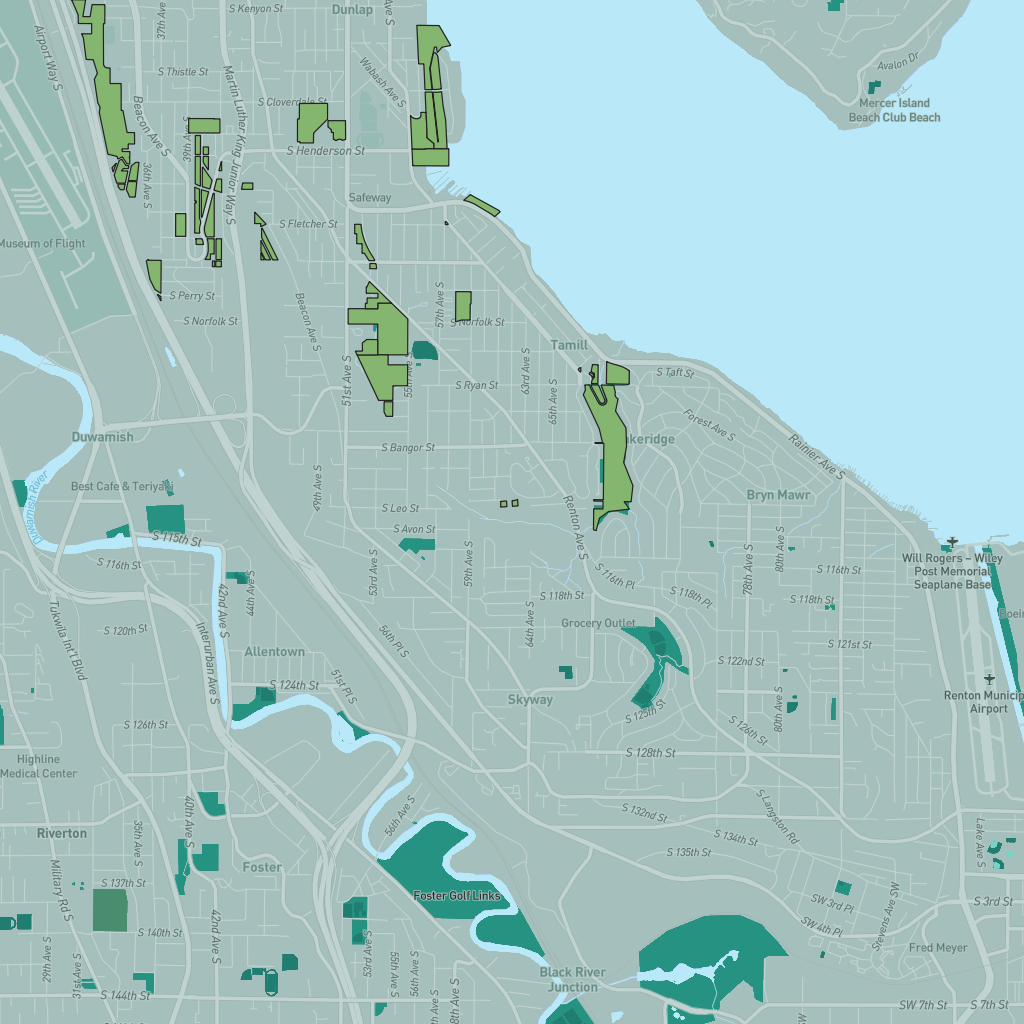 S Kenyon St
Dunlap
37th Ave S
Ave S
Airport Way S
S Thistle St
Wabash Ave S
Avalon Dr
Martin Luther King Junior Way S
Beacon Ave S
S Cloverdale St
Mercer Island
Beach Club Beach
39th Ave S
S Henderson St
36th Ave S
Safeway
S Fletcher St
Museum of Flight
S Perry St
57th Ave S
Beacon Ave S
S Norfolk St
S Norfolk St
Tamill
51st Ave S
55th Ave
63rd Ave S
S Ryan St
65th Ave S
S Taft St
Forest Ave S
Rainier Ave S
Duwamish
S Bangor St
keridge
Duwamish River
Best Cafe & Teriyaki
49th Ave S
Bryn Mawr
S Leo St
Renton Ave S
S Avon St
S 115th St
Will Rogers – Wiley
Post Memorial
Seaplane Base
80th Ave S
78th Ave S
S 116th St
59th Ave S
53rd Ave S
S 116th Pl
S 116th St
44th Ave S
42nd Ave S
S 118th St
S 118th Pl
S 118th St
Tukwila Int'l Blvd
Boein
S 120th St
Interurban Ave S
64th Ave S
Grocery Outlet
56th Pl S
S 121st St
Allentown
S 122nd St
51st Pl S
S 124th St
Skyway
80th Ave S
Renton Municip
Airport
S 125th St
S 126th St
S 126th St
Highline
Medical Center
S 128th St
40th Ave S
56th Ave S
S Langston Rd
S 132nd St
Riverton
35th Ave S
S 134th St
Lake Ave S
S 135th St
Foster
Military Rd S
S 137th St
Foster Golf Links
SW 3rd Pl
Stevens Ave SW
S 3rd St
42nd Ave S
SW 4th Pl
S 140th St
Fred Meyer
29th Ave S
31st Ave S
53rd Ave S
55th Ave S
56th Ave S
58th Ave S
Black River
Junction
S 144th St
SW 7th St
S 7th St
SW